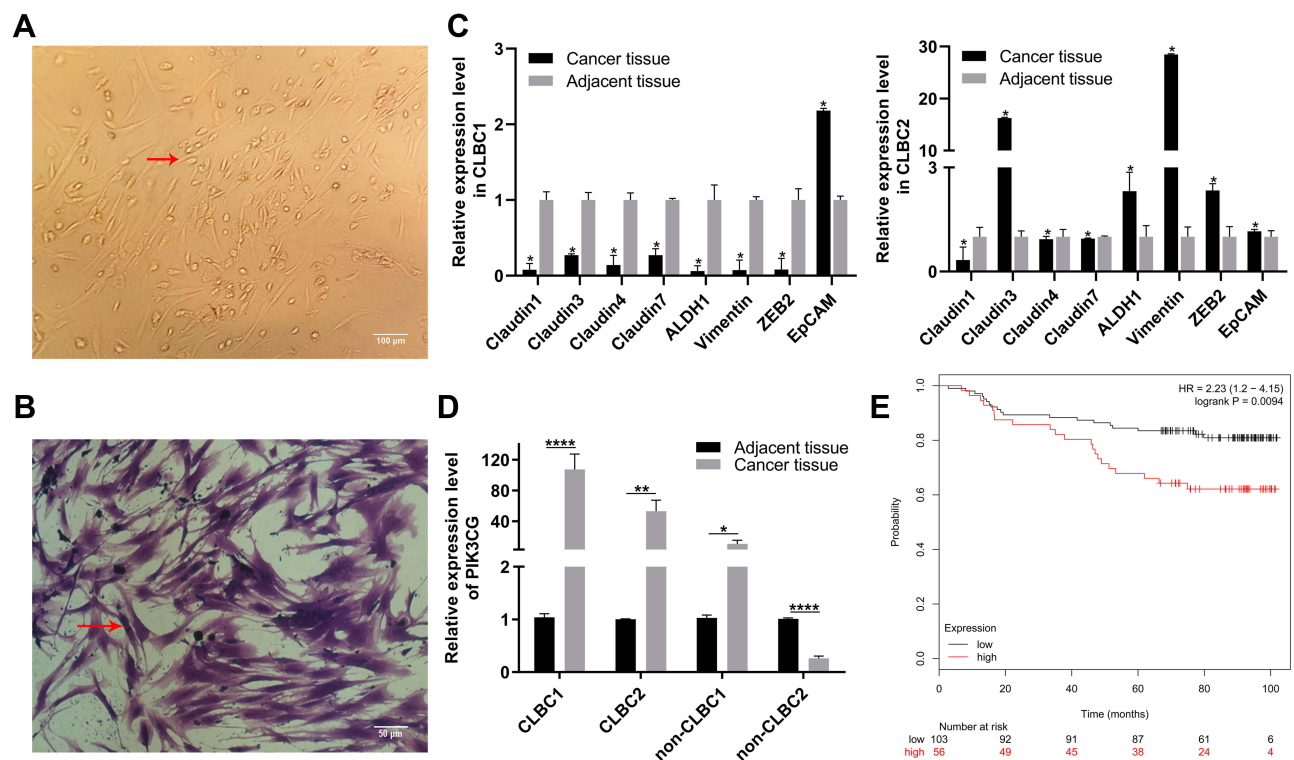 A
100 µm
B
50 µm
C
Relative expression level
in CLBC1
3
2
1
0
Cancer tissue
Adjacent tissue
* * * * * * * *
Claudin1 Claudin3 Claudin4 Claudin7 ALDH1 Vimentin ZEB2 EpCAM
Relative expression level
in CLBC2
30
20
10
3
0
Cancer tissue
Adjacent tissue
* * * * * * * *
Claudin1 Claudin3 Claudin4 Claudin7 ALDH1 Vimentin ZEB2 EpCAM
D
Relative expression level
of PIK3CG
120
80
40
2
1
0
Adjacent tissue
Cancer tissue
**** ** * ****
CLBC1 CLBC2 non-CLBC1 non-CLBC2
E
HR = 2.23 (1.2 − 4.15)
logrank P = 0.0094
Probability
1.0
0.8
0.6
0.4
0.2
0.0
Expression
low
high
0 20 40 60 80 100
Time (months)
Number at risk
low 103 92 91 87 61 6
high 56 49 45 38 24 4